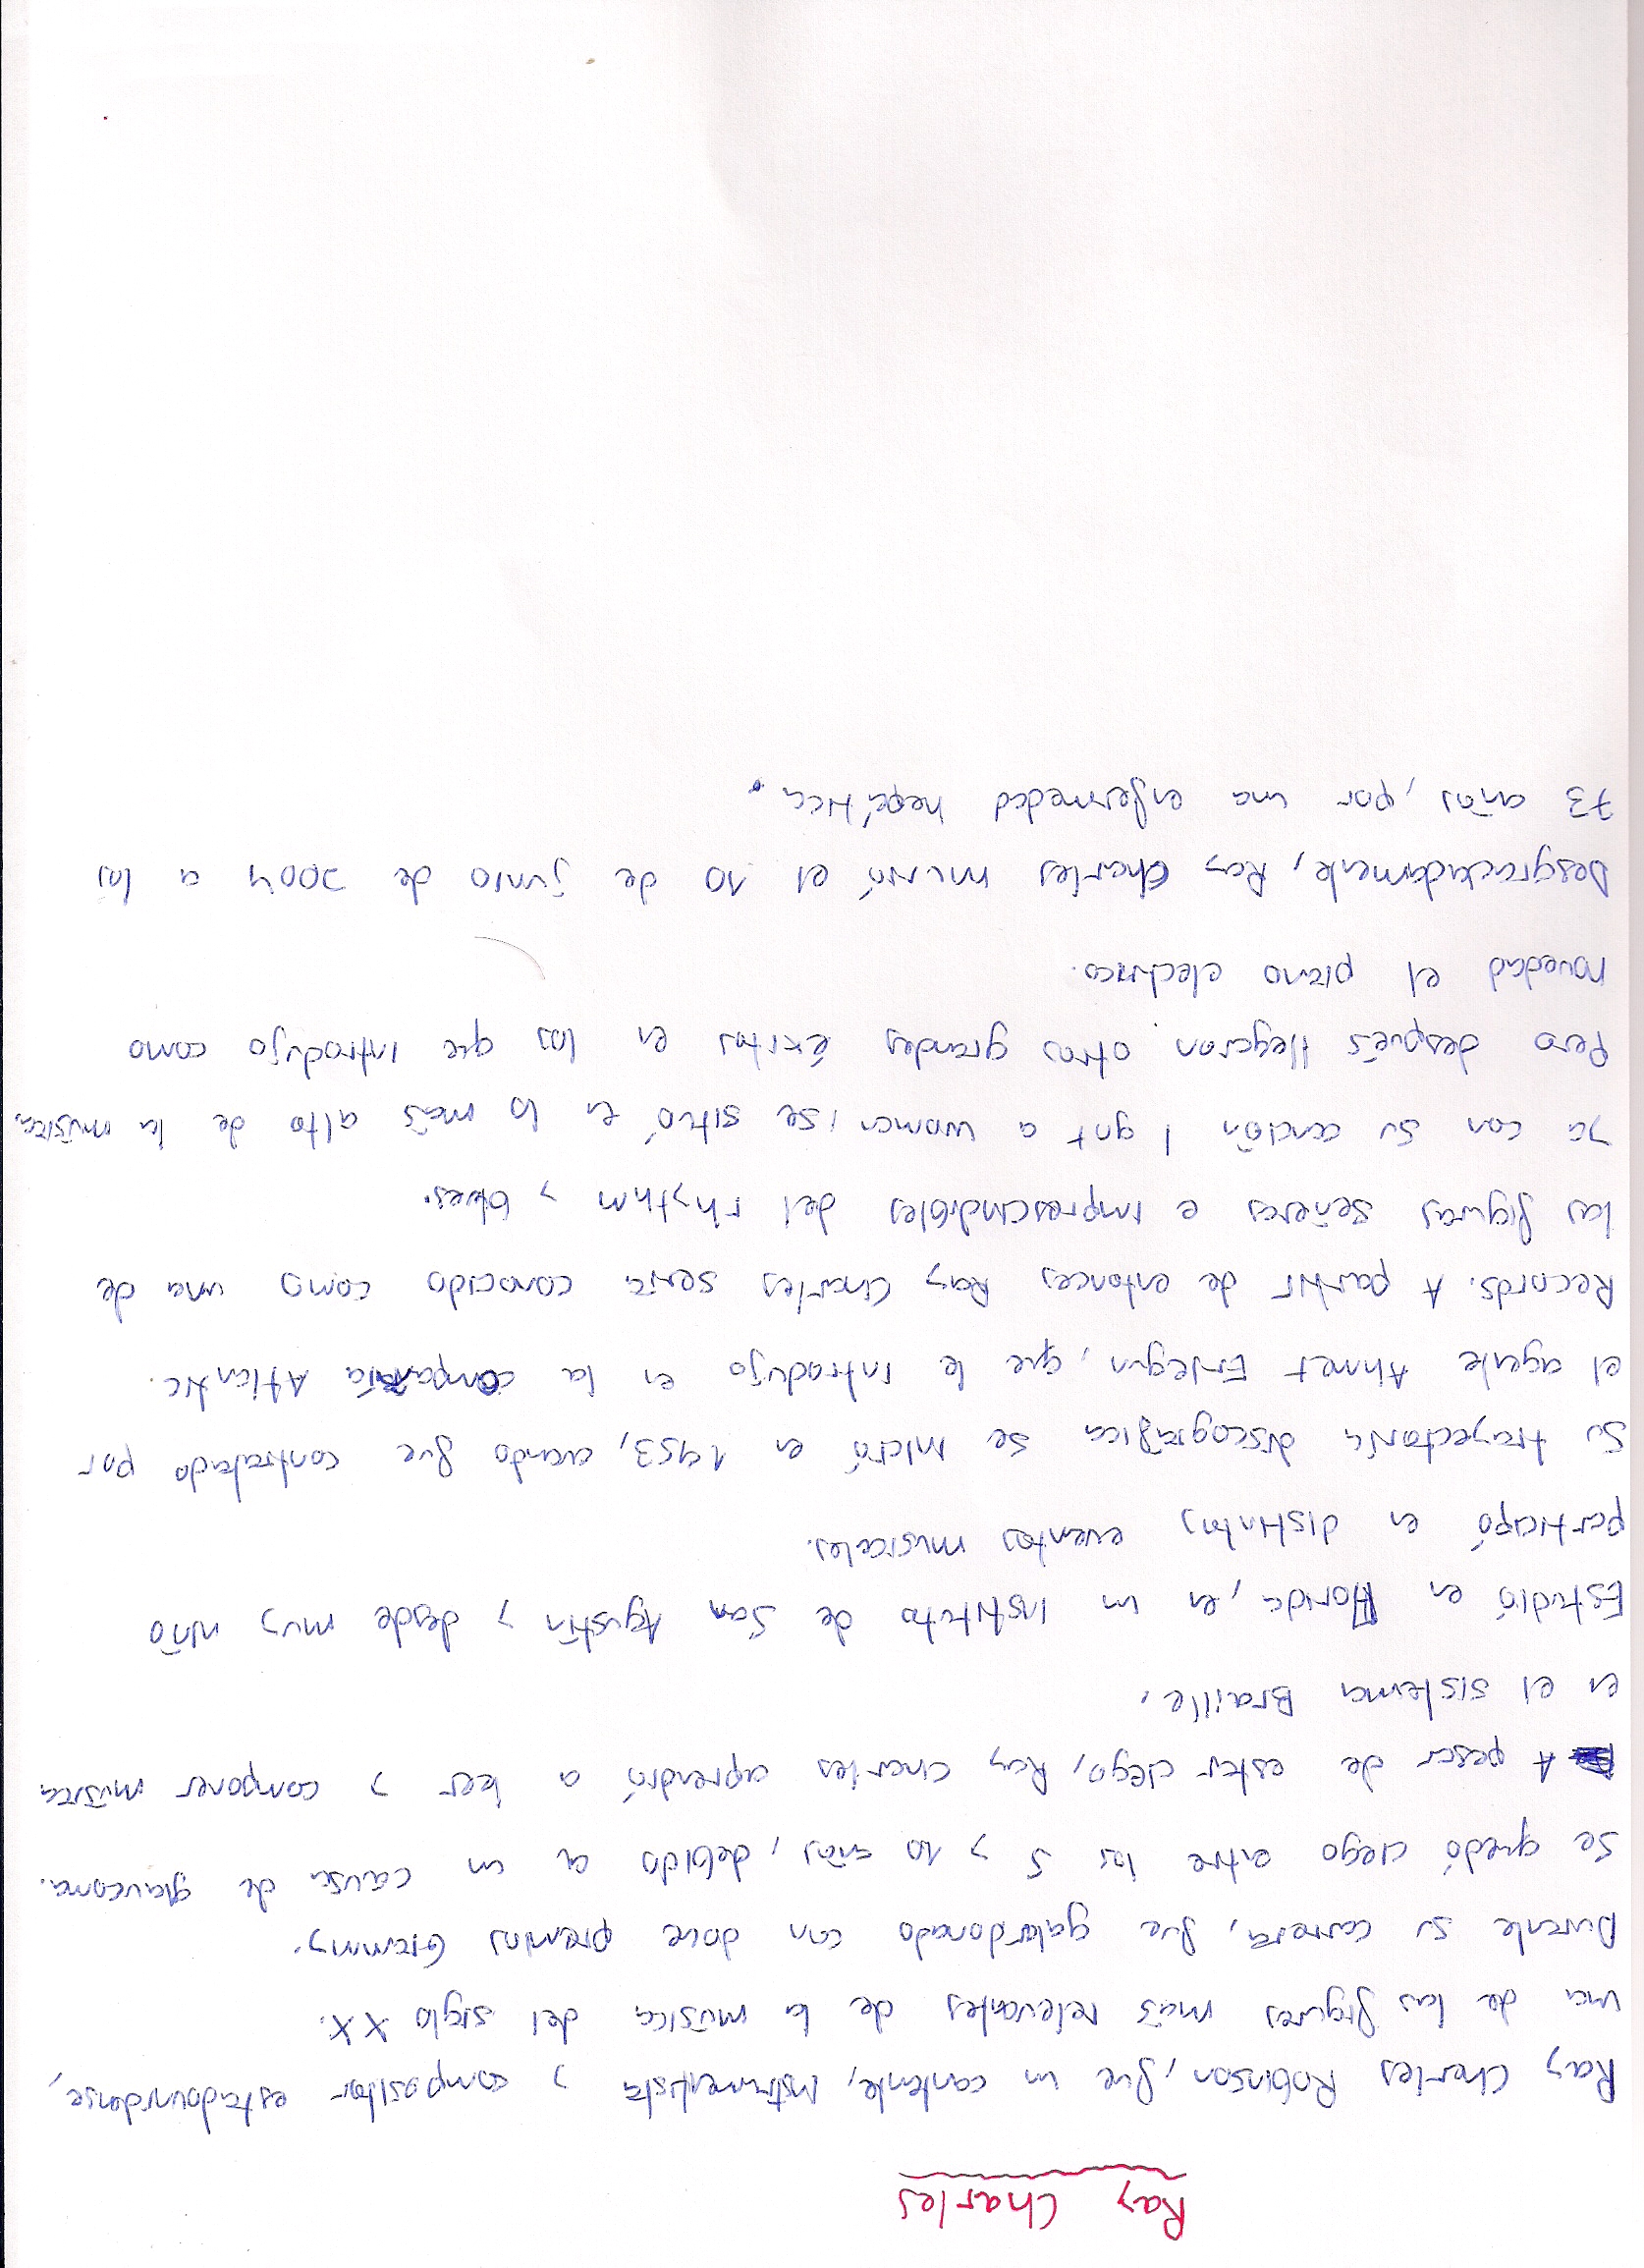 Ray Charles
Ray Charles Robinson, fue un cantante, instrumentista y compositor estadounidense,
una de las figuras más relevantes de la música del siglo XX.
Durante su carrera, fue galardonado con doce premios Grammy.
Se quedó ciego entre los 5 y 10 años, debido a un causa de glaucoma.
A pesar de estar ciego, Ray Charles aprendió a leer y componer música
en el sistema Braille.
Estudió en Florida, en un instituto de San Agustín y desde muy niño
participó en distintos eventos musicales.
Su trayectoria discográfica se inició en 1953, cuando fue contratado por
el agente Ahmet Ertegun, que le introdujo en la compañía Atlantic.
Records. A partir de entonces Ray Charles sería conocido como una de
las figuras señeras e imprescindibles del rhythm y blues.
Ya con su canción I got a woman, se situó en lo más alto de la música.
Pero después llegaron otros grandes éxitos en los que introdujo como
novedad el piano electrico.
Desgraciadamente, Ray Charles murió el 10 de junio de 2004 a los
73 años, por una enfermedad hepática.